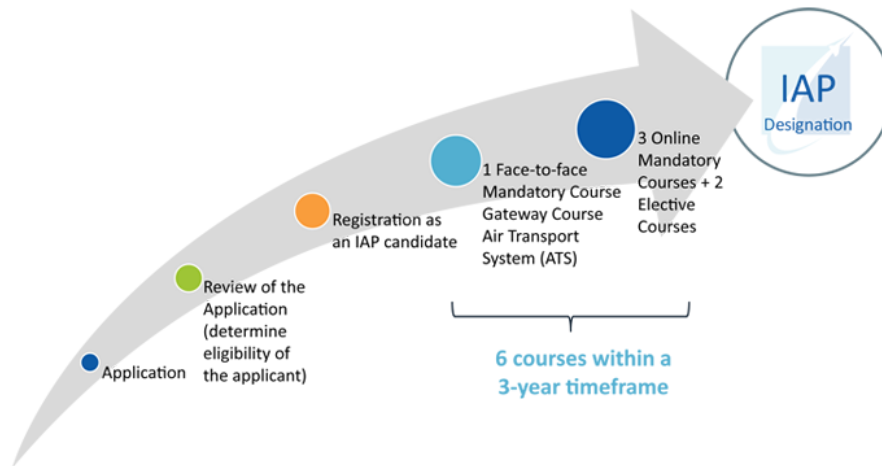 Application
Review of the
Application
(determine
eligibility of
the applicant)
Registration as
an IAP candidate
1 Face-to-face
Mandatory Course
Gateway Course
Air Transport
System (ATS)
3 Online
Mandatory
Courses + 2
Elective
Courses
IAP
Designation
6 courses within a
3-year timeframe